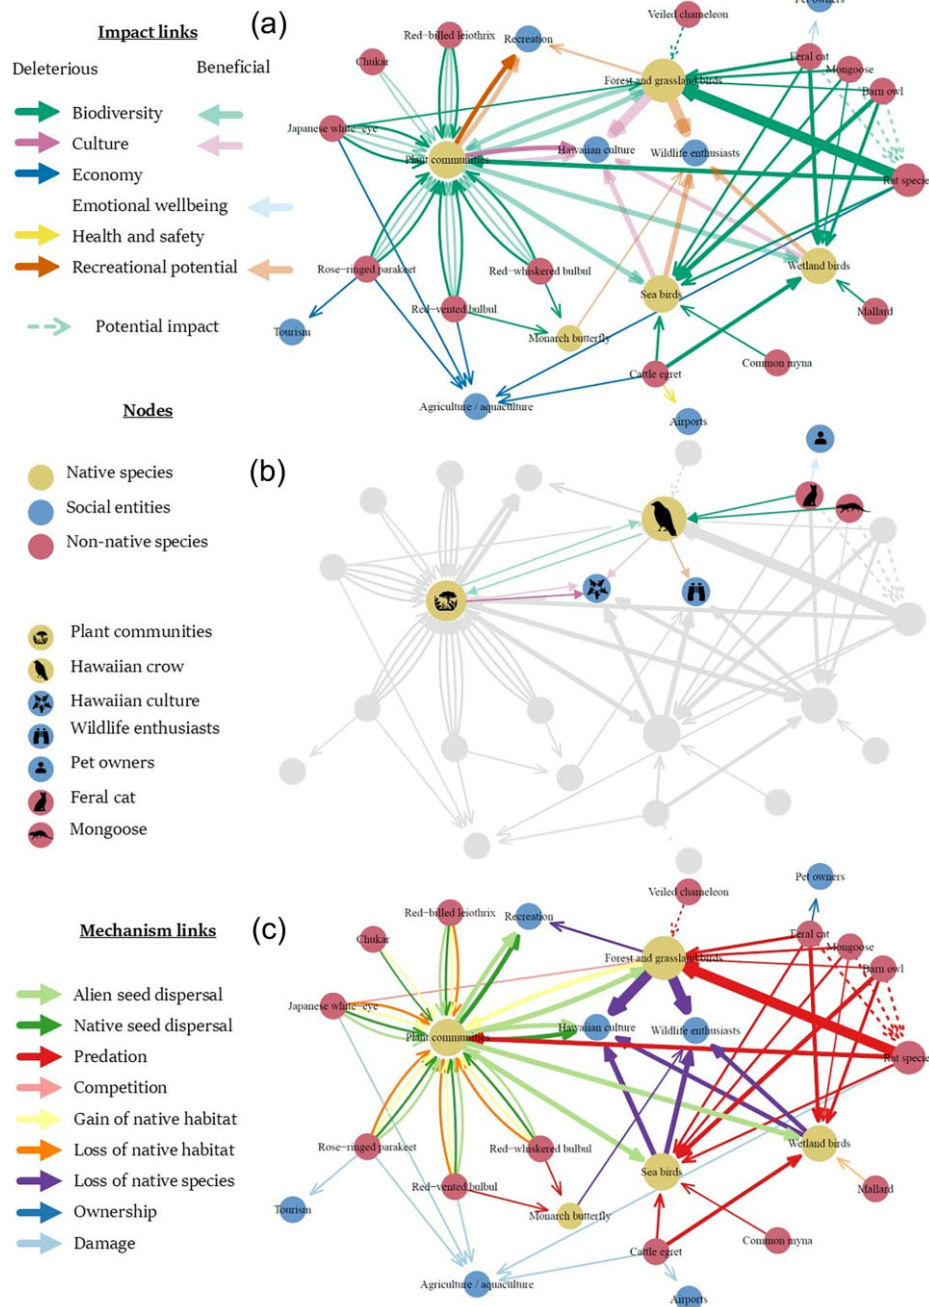 Impact links
Deleterious
Beneficial
Biodiversity
Culture
Economy
Emotional wellbeing
Health and safety
Recreational potential
Potential impact
Nodes
Native species
Social entities
Non-native species
Plant communities
Hawaiian crow
Hawaiian culture
Wildlife enthusiasts
Pet owners
Feral cat
Mongoose
Mechanism links
Alien seed dispersal
Native seed dispersal
Predation
Competition
Gain of native habitat
Loss of native habitat
Loss of native species
Ownership
Damage
(a)
Veiled chameleon
Pet owners
Red-billed leiothrix
Recreation
Chukar
Forest and grassland birds
Feral cat
Mongoose
Barn owl
Japanese white-eye
Plant communities
Hawaiian culture
Wildlife enthusiasts
Rat species
Rose-ringed parakeet
Red-whiskered bulbul
Wetland birds
Sea birds
Red-vented bulbul
Mallard
Tourism
Monarch butterfly
Common myna
Cattle egret
Agriculture / aquaculture
Airports
(b)
(c)
Veiled chameleon
Pet owners
Red-billed leiothrix
Recreation
Chukar
Forest and grassland birds
Feral cat
Mongoose
Barn owl
Japanese white-eye
Plant communities
Hawaiian culture
Wildlife enthusiasts
Rat species
Rose-ringed parakeet
Red-whiskered bulbul
Wetland birds
Sea birds
Red-vented bulbul
Mallard
Tourism
Monarch butterfly
Common myna
Cattle egret
Agriculture / aquaculture
Airports